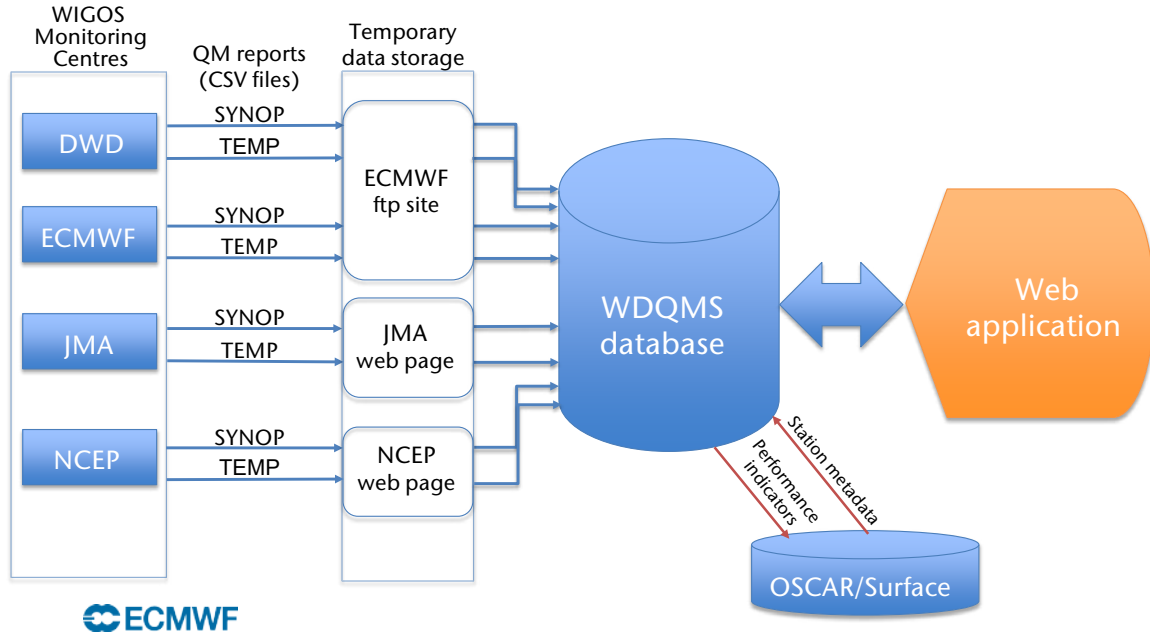 WIGOS
Monitoring
Centres
QM reports
(CSV files)
Temporary
data storage
DWD
SYNOP
TEMP
ECMWF
SYNOP
TEMP
ECMWF
ftp site
JMA
SYNOP
TEMP
JMA
web page
NCEP
SYNOP
TEMP
NCEP
web page
WDQMS
database
Web
application
Performance
indicators
Station metadata
OSCAR/Surface
ECMWF